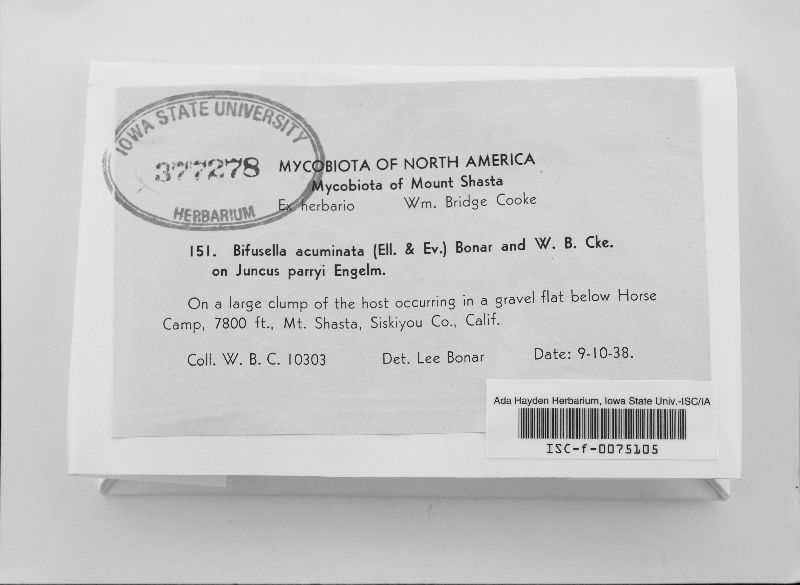 IOWA STATE UNIVERSITY
377278
HERBARIUM
MYCOBIOTA OF NORTH AMERICA
Mycobiota of Mount Shasta
Ex herbario Wm. Bridge Cooke
151. Bifusella acuminata (Ell. & Ev.) Bonar and W. B. Cke.
on Juncus parryi Engelm.
On a large clump of the host occurring in a gravel flat below Horse
Camp, 7800 ft., Mt. Shasta, Siskiyou Co., Calif.
Coll. W. B. C. 10303 Det. Lee Bonar Date: 9-10-38.
Ada Hayden Herbarium, Iowa State Univ.-ISC/IA
ISC-f-0075105